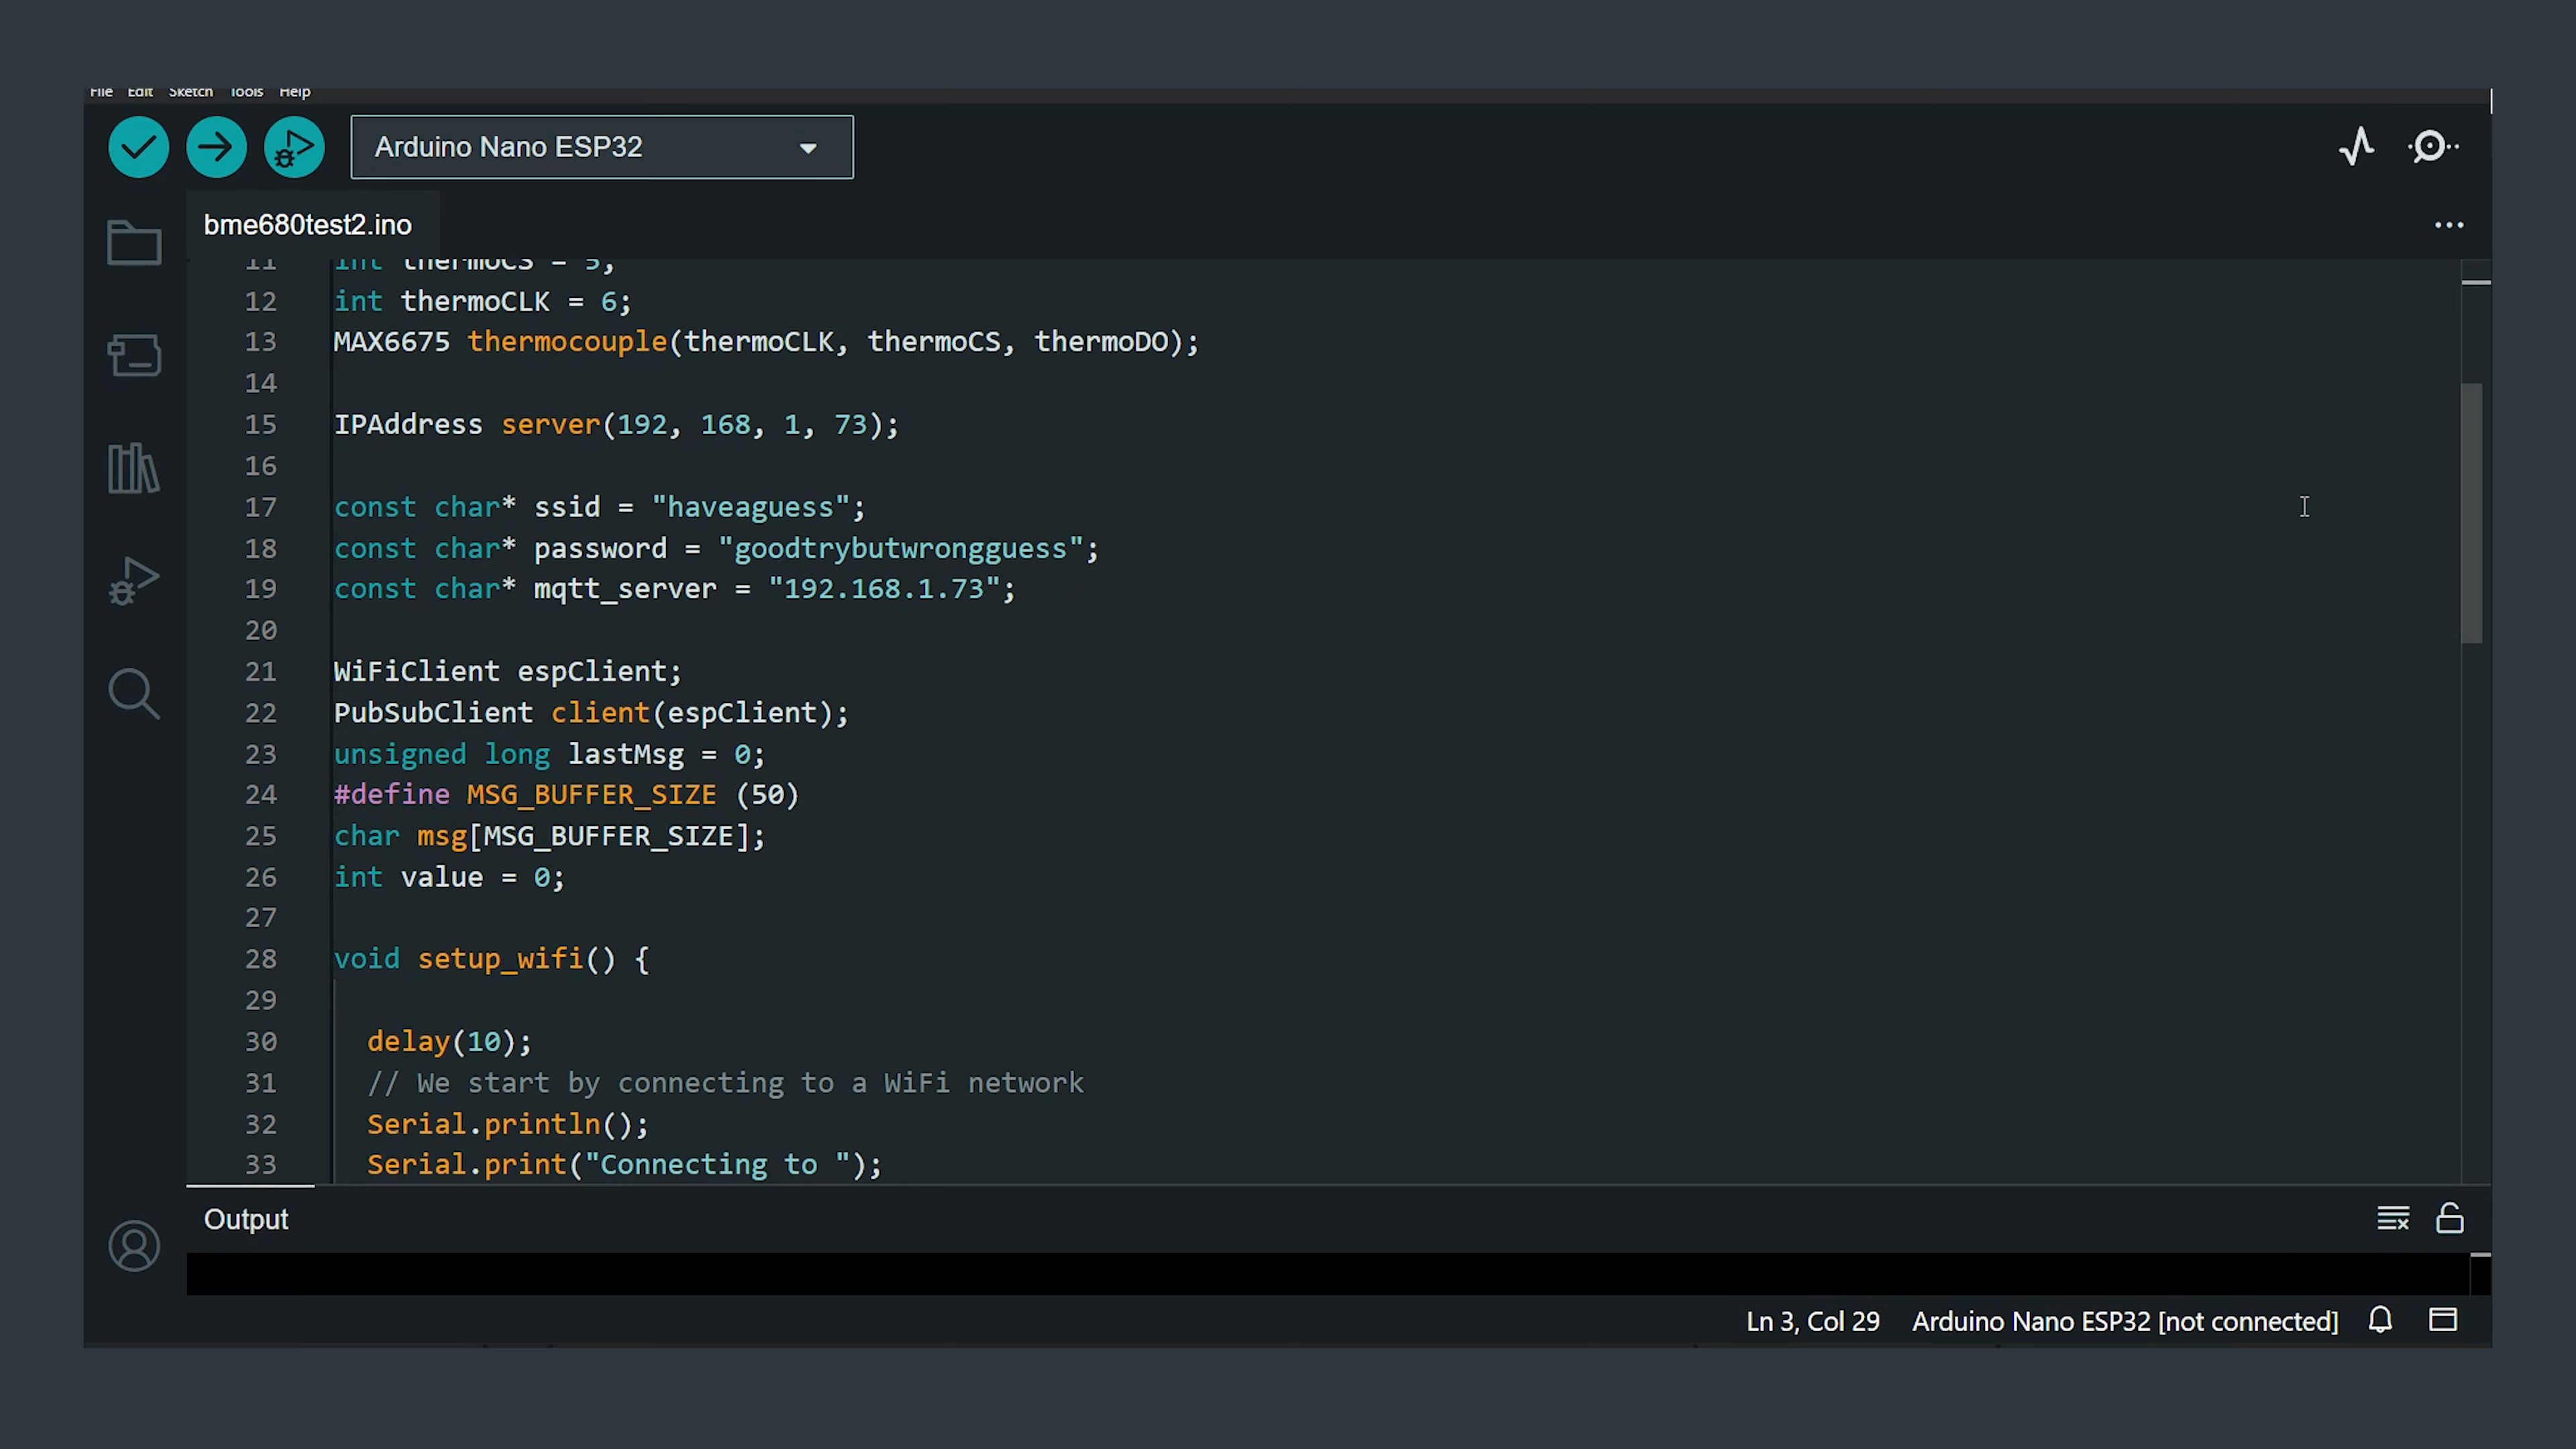 File Edit Sketch Tools Help
Arduino Nano ESP32
bme680test2.ino
11 int thermoCS = 5;
12 int thermoCLK = 6;
13 MAX6675 thermocouple(thermoCLK, thermoCS, thermoDO);
14
15 IPAddress server(192, 168, 1, 73);
16
17 const char* ssid = "haveaguess";
18 const char* password = "goodtrybutwrongguess";
19 const char* mqtt_server = "192.168.1.73";
20
21 WiFiClient espClient;
22 PubSubClient client(espClient);
23 unsigned long lastMsg = 0;
24 #define MSG_BUFFER_SIZE (50)
25 char msg[MSG_BUFFER_SIZE];
26 int value = 0;
27
28 void setup_wifi() {
29
30 delay(10);
31 // We start by connecting to a WiFi network
32 Serial.println();
33 Serial.print("Connecting to ");
Output
Ln 3, Col 29 Arduino Nano ESP32 [not connected]